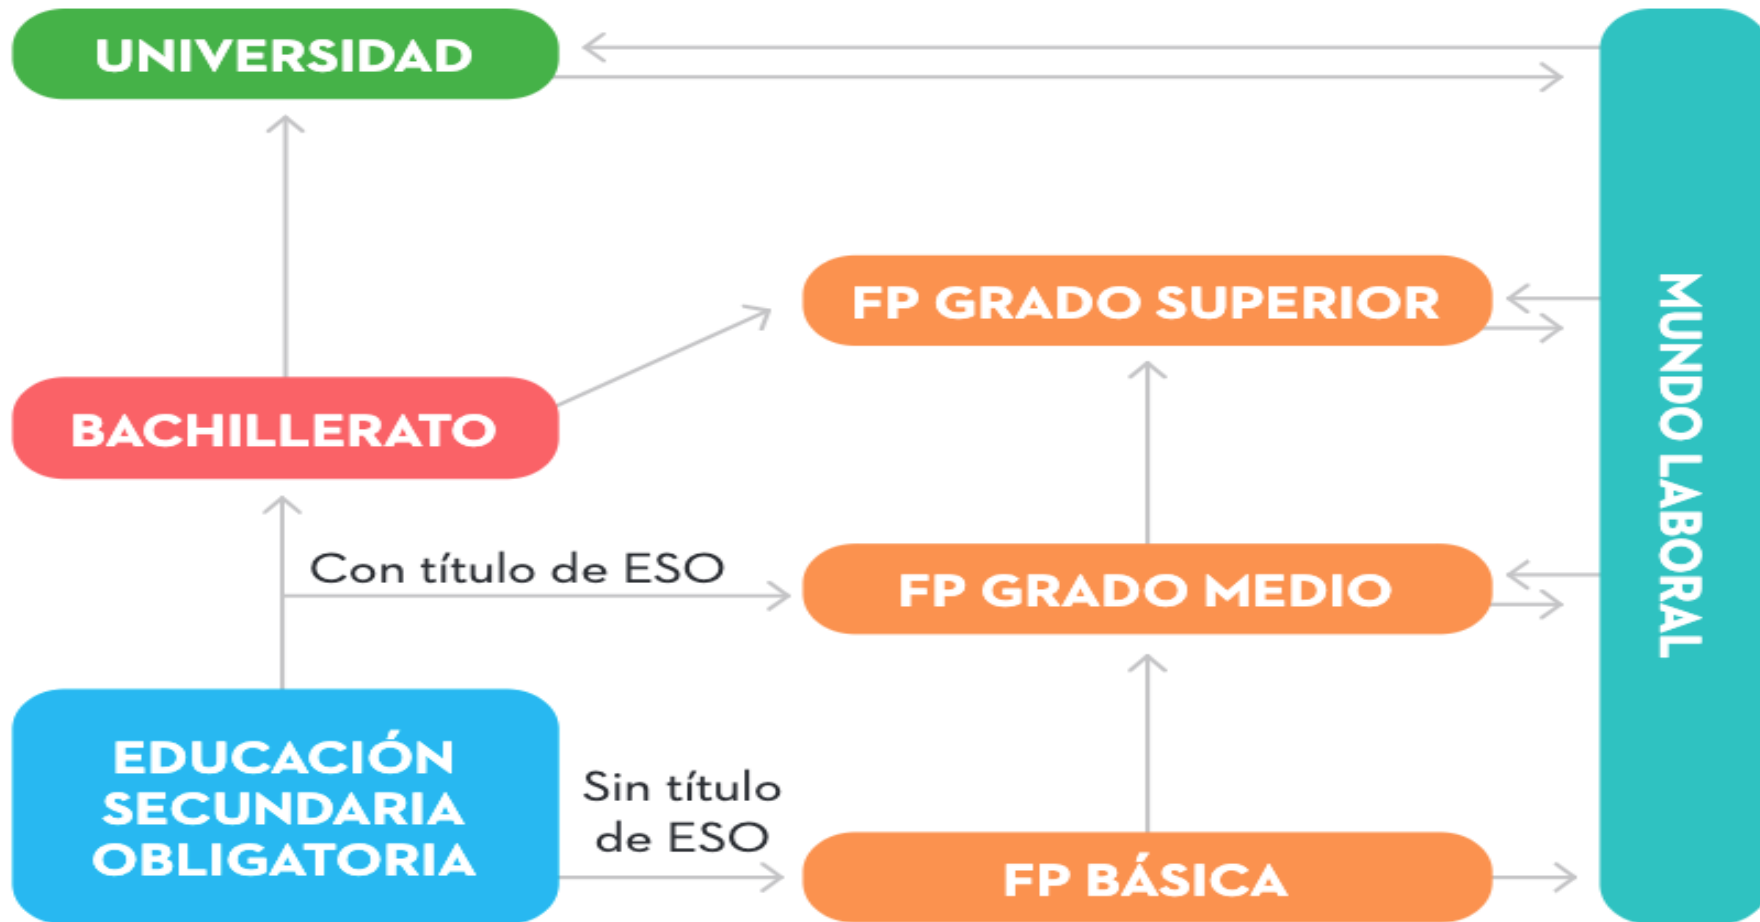 UNIVERSIDAD
FP GRADO SUPERIOR
BACHILLERATO
Con título de ESO
FP GRADO MEDIO
EDUCACIÓN
SECUNDARIA
OBLIGATORIA
Sin título
de ESO
FP BÁSICA
MUNDO LABORAL